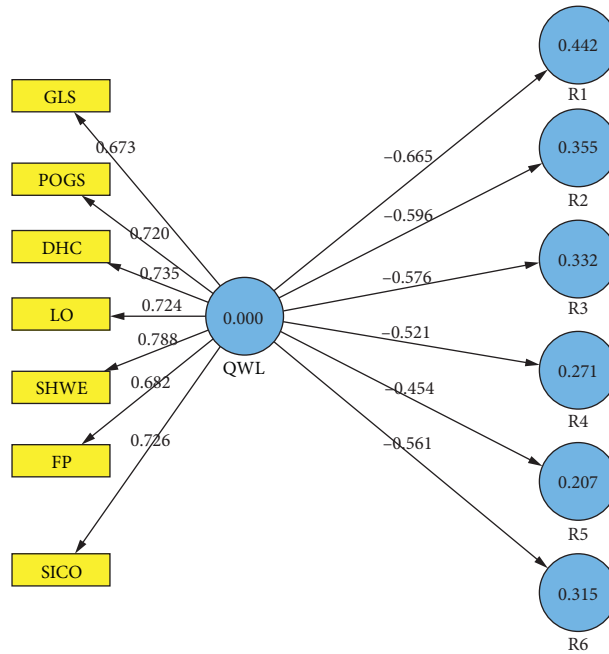 GLS
0.673
POGS
0.720
DHC
0.735
LO
0.724
SHWE
0.788
FP
0.682
SICO
0.726
0.000
QWL
–0.665
0.442
R1
–0.596
0.355
R2
–0.576
0.332
R3
–0.521
0.271
R4
–0.454
0.207
R5
–0.561
0.315
R6